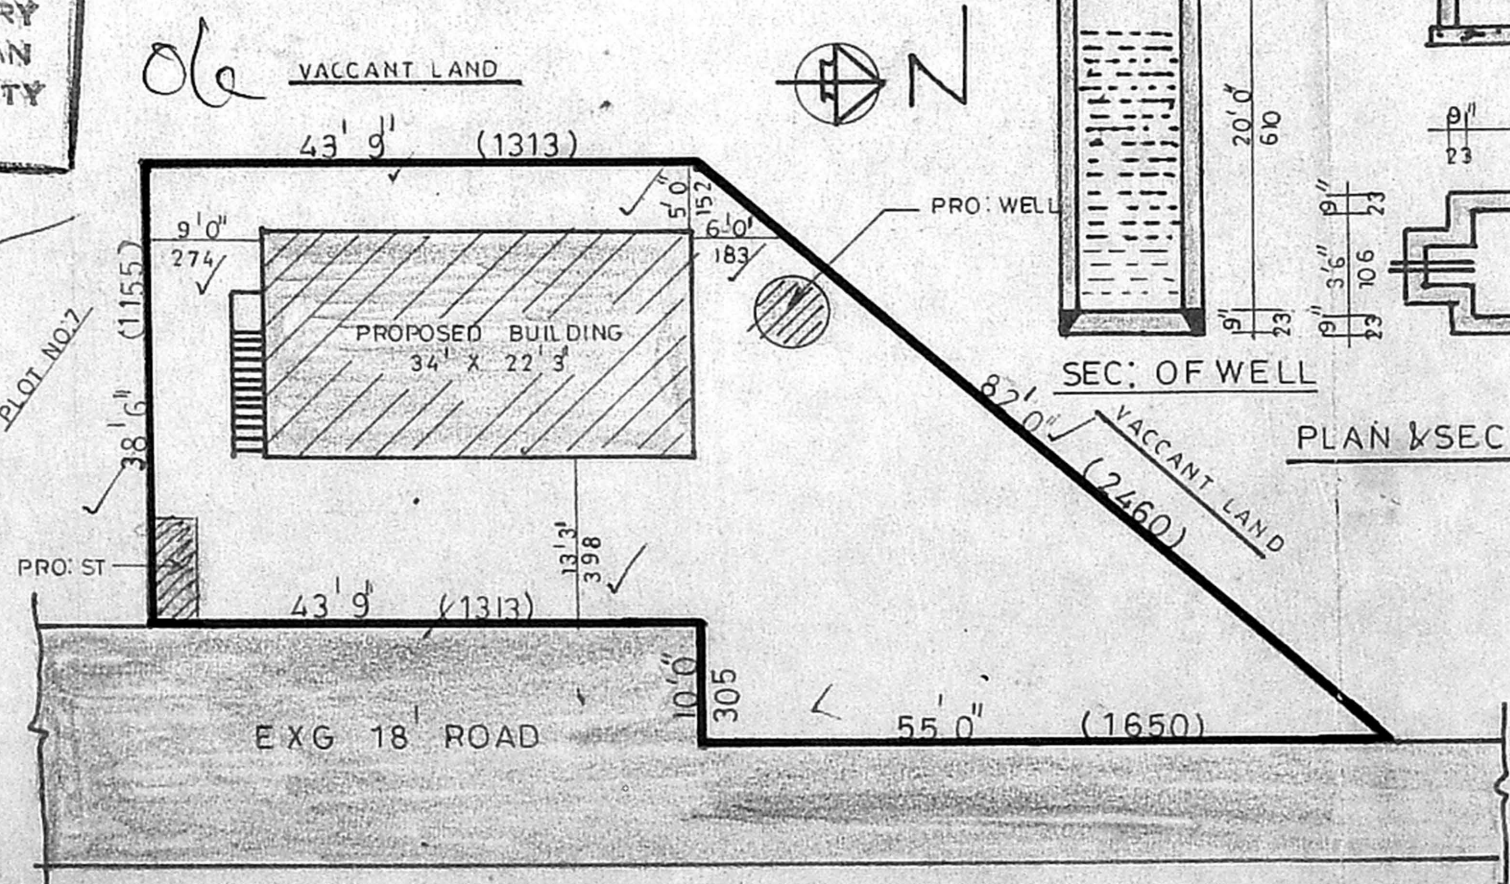 RY
AN
TY
06
VACCANT LAND
N
43' 9" (1313)
5' 0"
152
9' 0"
274
6' 0"
183
PRO: WELL
20' 0"
610
9"
23
9"
23
3' 6"
106
9"
23
9"
23
SEC: OF WELL
PLAN & SEC
(1155)
38' 6"
PLOT NO: 7
PROPOSED BUILDING
34' X 22' 3"
82' 0"
(2460)
VACCANT LAND
13' 3"
398
PRO: ST
43' 9" (1313)
10' 0"
305
55' 0" (1650)
EXG 18' ROAD